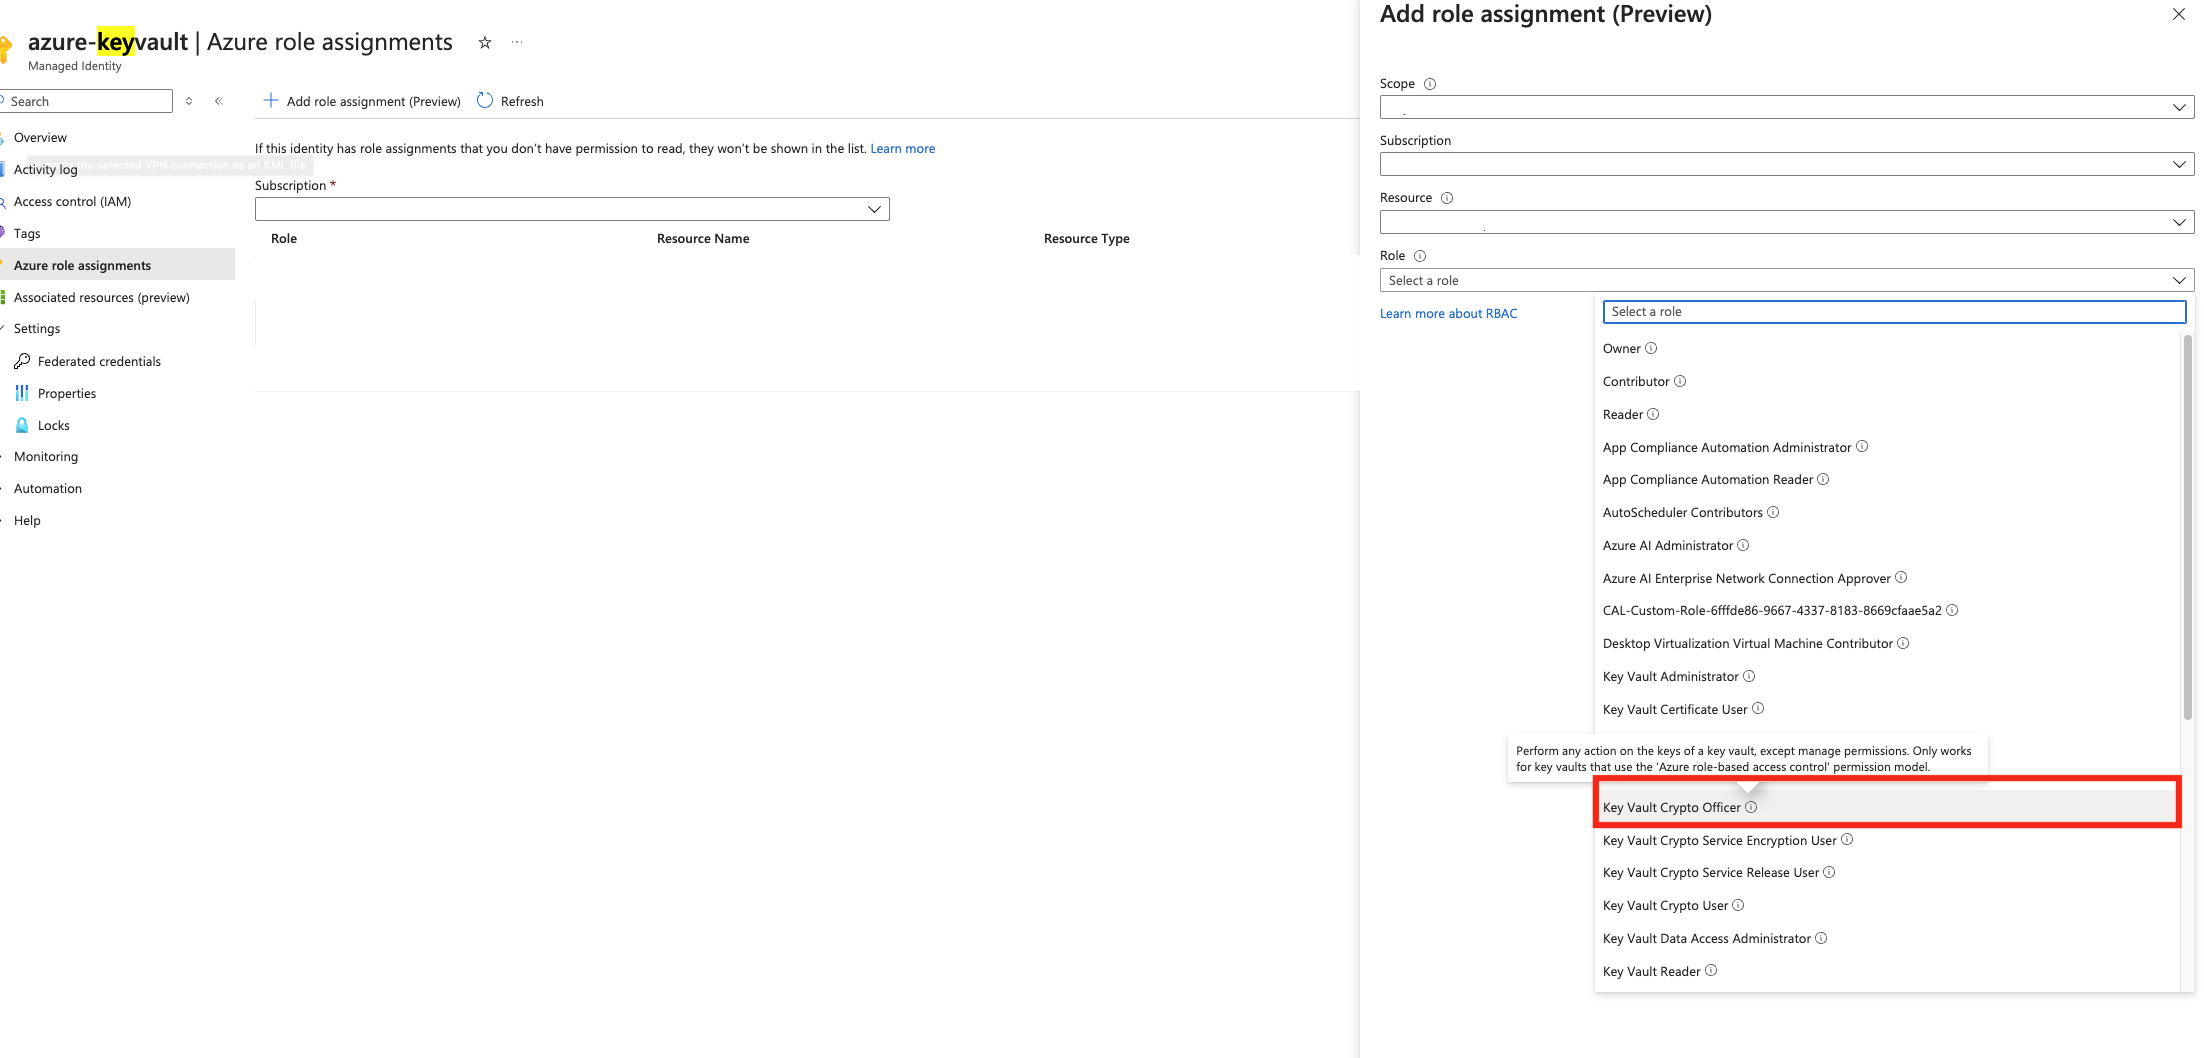 azure-keyvault | Azure role assignments
Managed Identity
Search
Add role assignment (Preview)
Refresh
Overview
Activity log
the selected VPN connection as an XML file
Access control (IAM)
Tags
Azure role assignments
Associated resources (preview)
Settings
Federated credentials
Properties
Locks
Monitoring
Automation
Help
If this identity has role assignments that you don't have permission to read, they won't be shown in the list. Learn more
Subscription *
Role
Resource Name
Resource Type
Add role assignment (Preview)
Scope
Subscription
Resource
Role
Select a role
Learn more about RBAC
Select a role
Owner
Contributor
Reader
App Compliance Automation Administrator
App Compliance Automation Reader
AutoScheduler Contributors
Azure AI Administrator
Azure AI Enterprise Network Connection Approver
CAL-Custom-Role-6fffde86-9667-4337-8183-8669cfaae5a2
Desktop Virtualization Virtual Machine Contributor
Key Vault Administrator
Key Vault Certificate User
Perform any action on the keys of a key vault, except manage permissions. Only works
for key vaults that use the 'Azure role-based access control' permission model.
Key Vault Crypto Officer
Key Vault Crypto Service Encryption User
Key Vault Crypto Service Release User
Key Vault Crypto User
Key Vault Data Access Administrator
Key Vault Reader